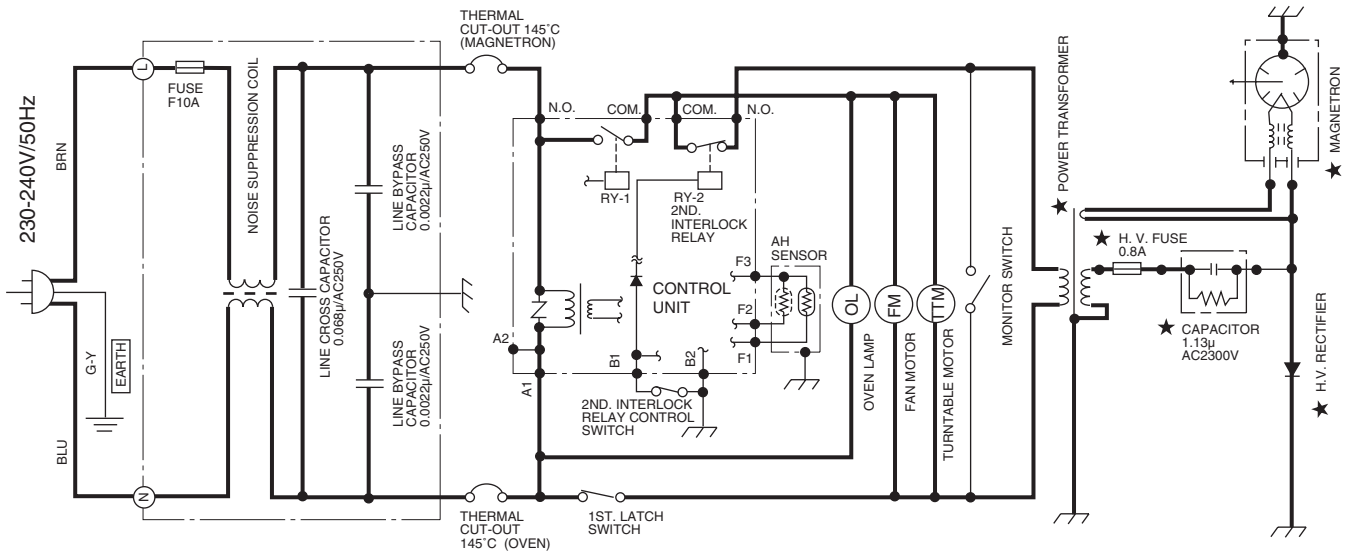 230-240V/50Hz
BRN
BLU
G-Y
EARTH
L
N
FUSE
F10A
NOISE SUPPRESSION COIL
LINE CROSS CAPACITOR
0.068µ/AC250V
LINE BYPASS
CAPACITOR
0.0022µ/AC250V
LINE BYPASS
CAPACITOR
0.0022µ/AC250V
THERMAL
CUT-OUT 145˚C
(MAGNETRON)
THERMAL
CUT-OUT
145˚C (OVEN)
N.O.
COM.
COM.
N.O.
RY-1
RY-2
2ND.
INTERLOCK
RELAY
CONTROL
UNIT
A2
A1
B1
B2
F3
F2
F1
AH
SENSOR
2ND. INTERLOCK
RELAY CONTROL
SWITCH
1ST. LATCH
SWITCH
OL
FM
TTM
OVEN LAMP
FAN MOTOR
TURNTABLE MOTOR
MONITOR SWITCH
★ POWER TRANSFORMER
★ H. V. FUSE
0.8A
★ CAPACITOR
1.13µ
AC2300V
★ MAGNETRON
★ H.V. RECTIFIER